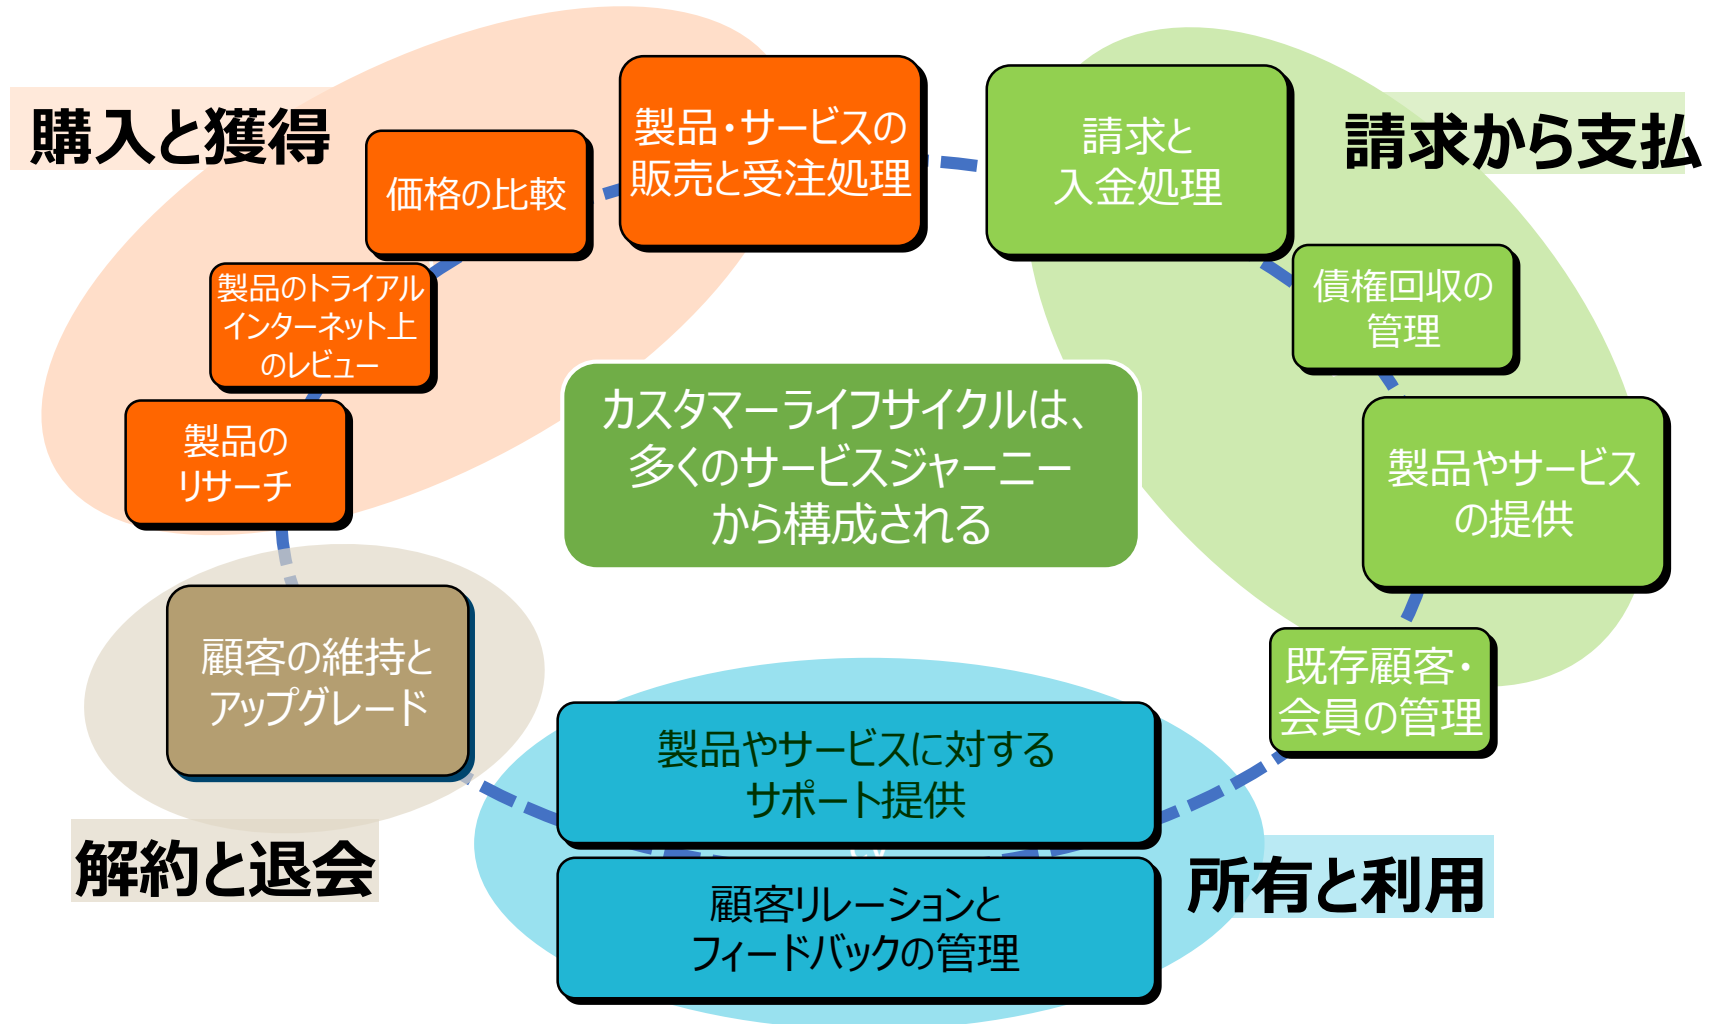 購入と獲得
製品・サービスの
販売と受注処理
価格の比較
製品のトライアル
インターネット上
のレビュー
製品の
リサーチ
請求から支払
請求と
入金処理
債権回収の
管理
製品やサービス
の提供
既存顧客・
会員の管理
カスタマーライフサイクルは、
多くのサービスジャーニー
から構成される
所有と利用
製品やサービスに対する
サポート提供
顧客リレーションと
フィードバックの管理
解約と退会
顧客の維持と
アップグレード